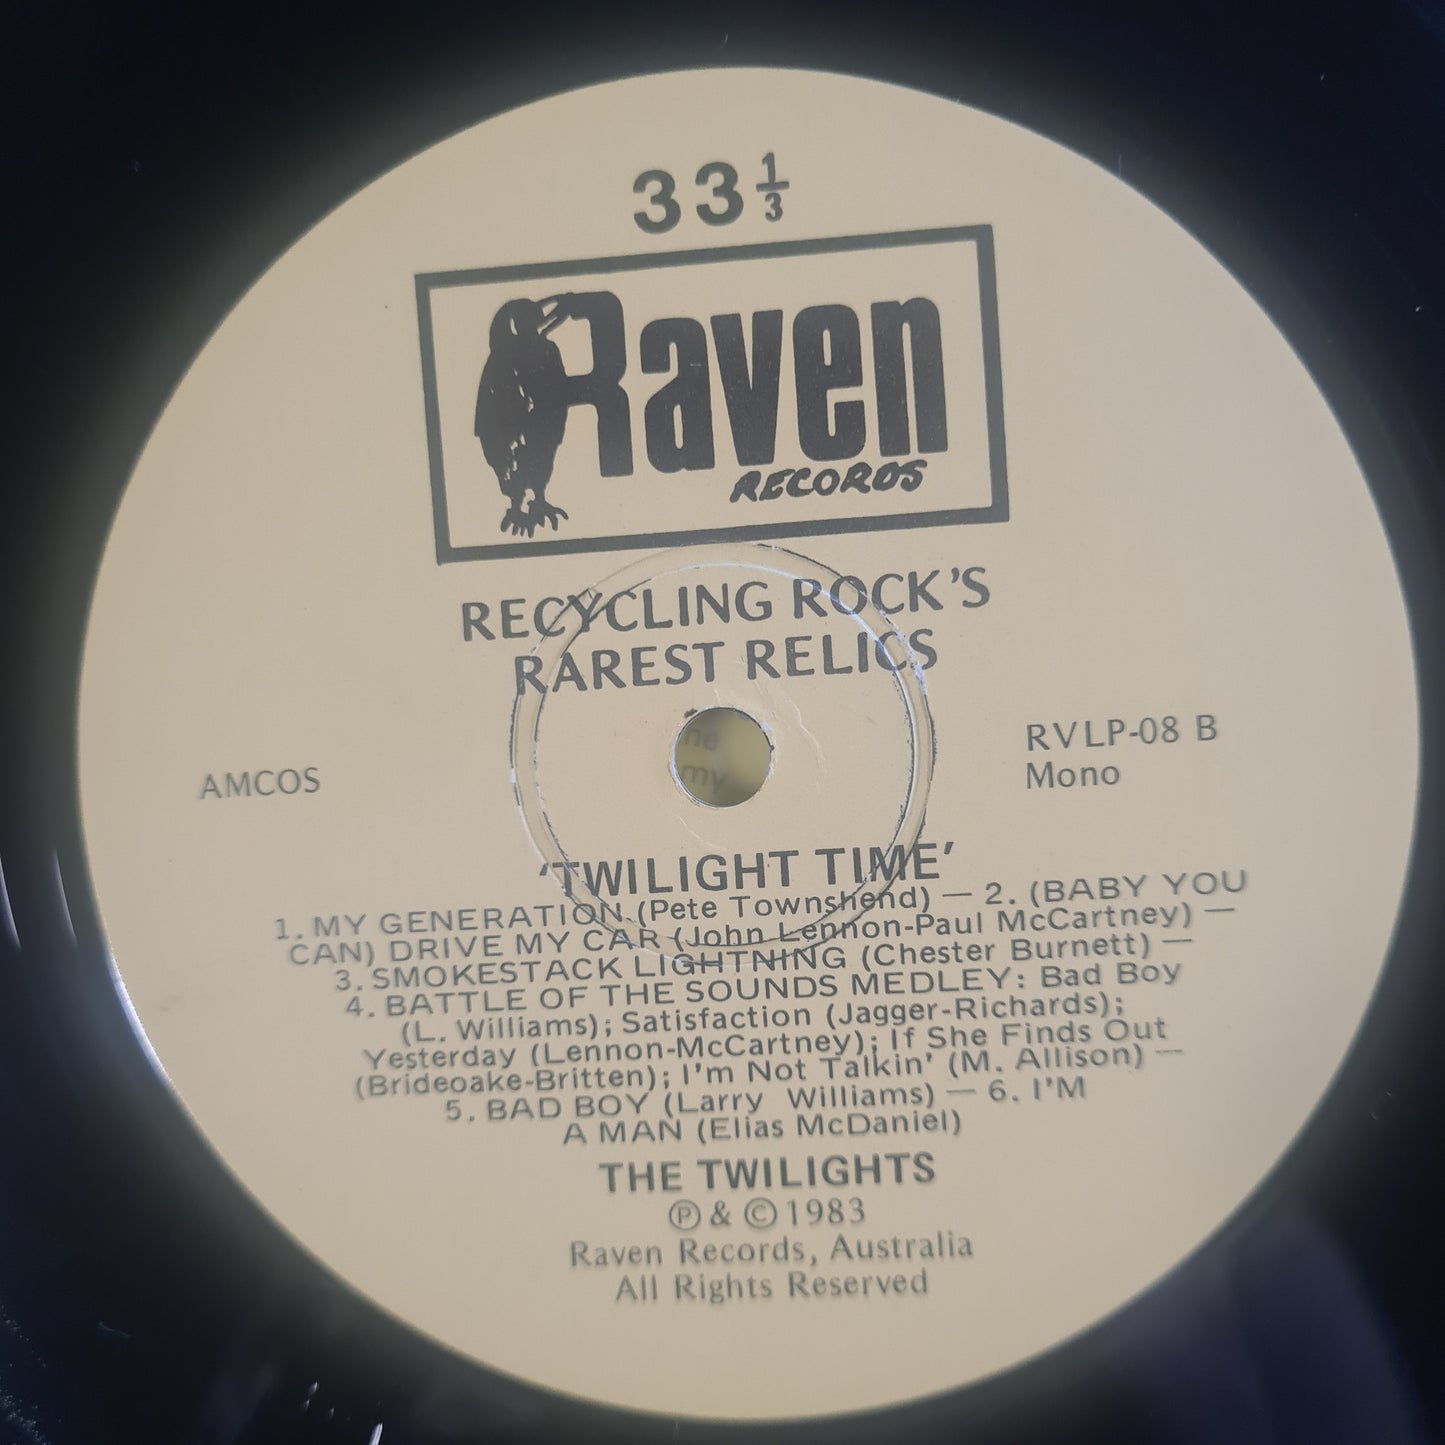 33 1/3
Raven
RECORDS
RECYCLING ROCK'S
RAREST RELICS
AMCOS
RVLP-08 B
Mono
he
my
'TWILIGHT TIME'
1. MY GENERATION (Pete Townshend) — 2. (BABY YOU
CAN) DRIVE MY CAR (John Lennon-Paul McCartney) —
3. SMOKESTACK LIGHTNING (Chester Burnett) —
4. BATTLE OF THE SOUNDS MEDLEY: Bad Boy
(L. Williams); Satisfaction (Jagger-Richards);
Yesterday (Lennon-McCartney); If She Finds Out
(Brideoake-Britten); I'm Not Talkin' (M. Allison) —
5. BAD BOY (Larry Williams) — 6. I'M
A MAN (Elias McDaniel)
THE TWILIGHTS
℗ & © 1983
Raven Records, Australia
All Rights Reserved